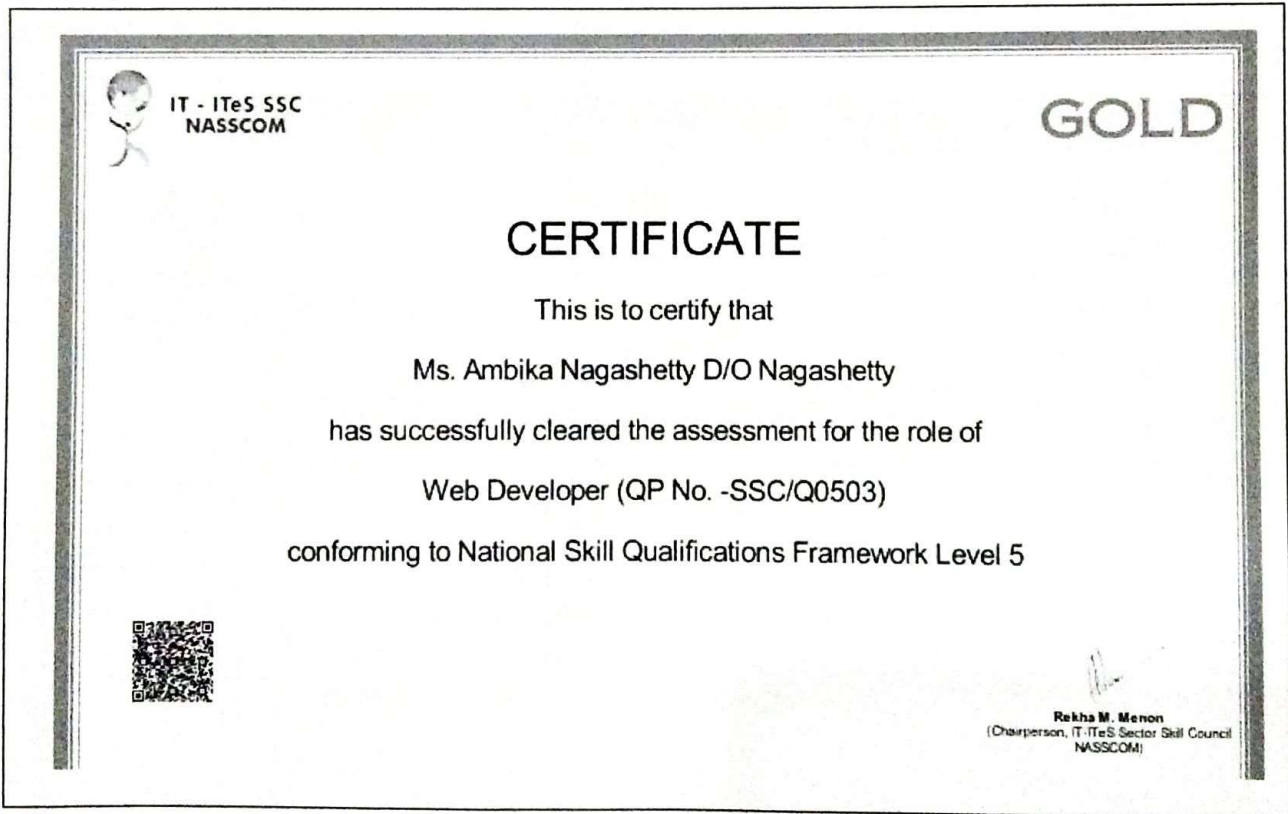 IT - ITeS SSC
NASSCOM
GOLD
CERTIFICATE
This is to certify that
Ms. Ambika Nagashetty D/O Nagashetty
has successfully cleared the assessment for the role of
Web Developer (QP No. -SSC/Q0503)
conforming to National Skill Qualifications Framework Level 5
Rekha M. Menon
(Chairperson, IT-ITeS Sector Skill Council
NASSCOM)